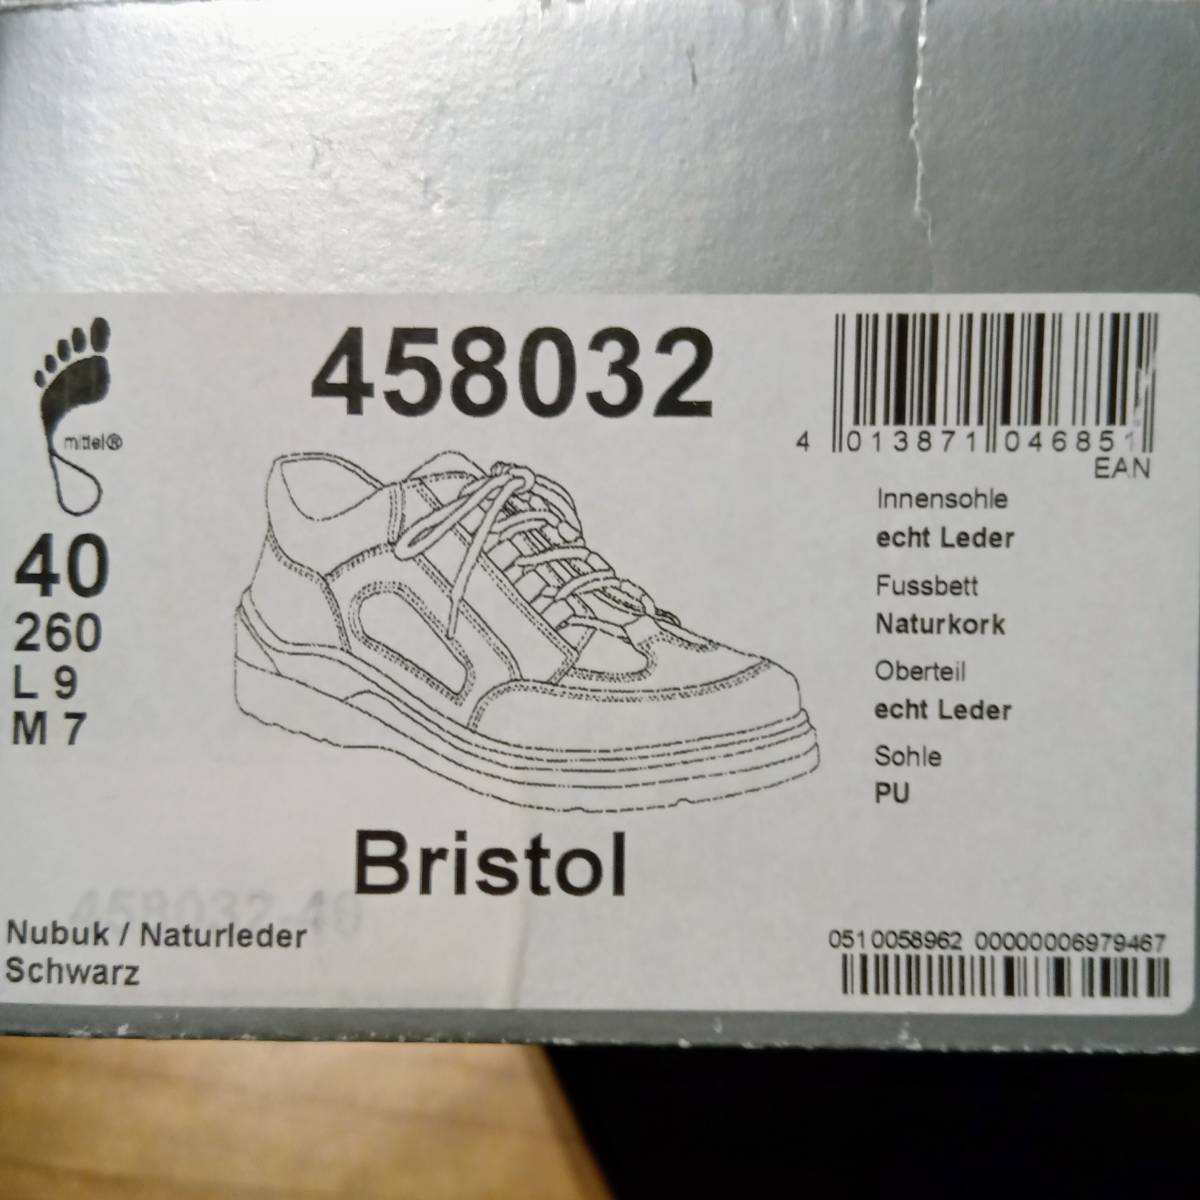 458032
mittel®
40
260
L 9
M 7
4 013871 046851
EAN
Innensohle
echt Leder
Fussbett
Naturkork
Oberteil
echt Leder
Sohle
PU
Bristol
458032-40
Nubuk / Naturleder
Schwarz
0510058962 00000006979467